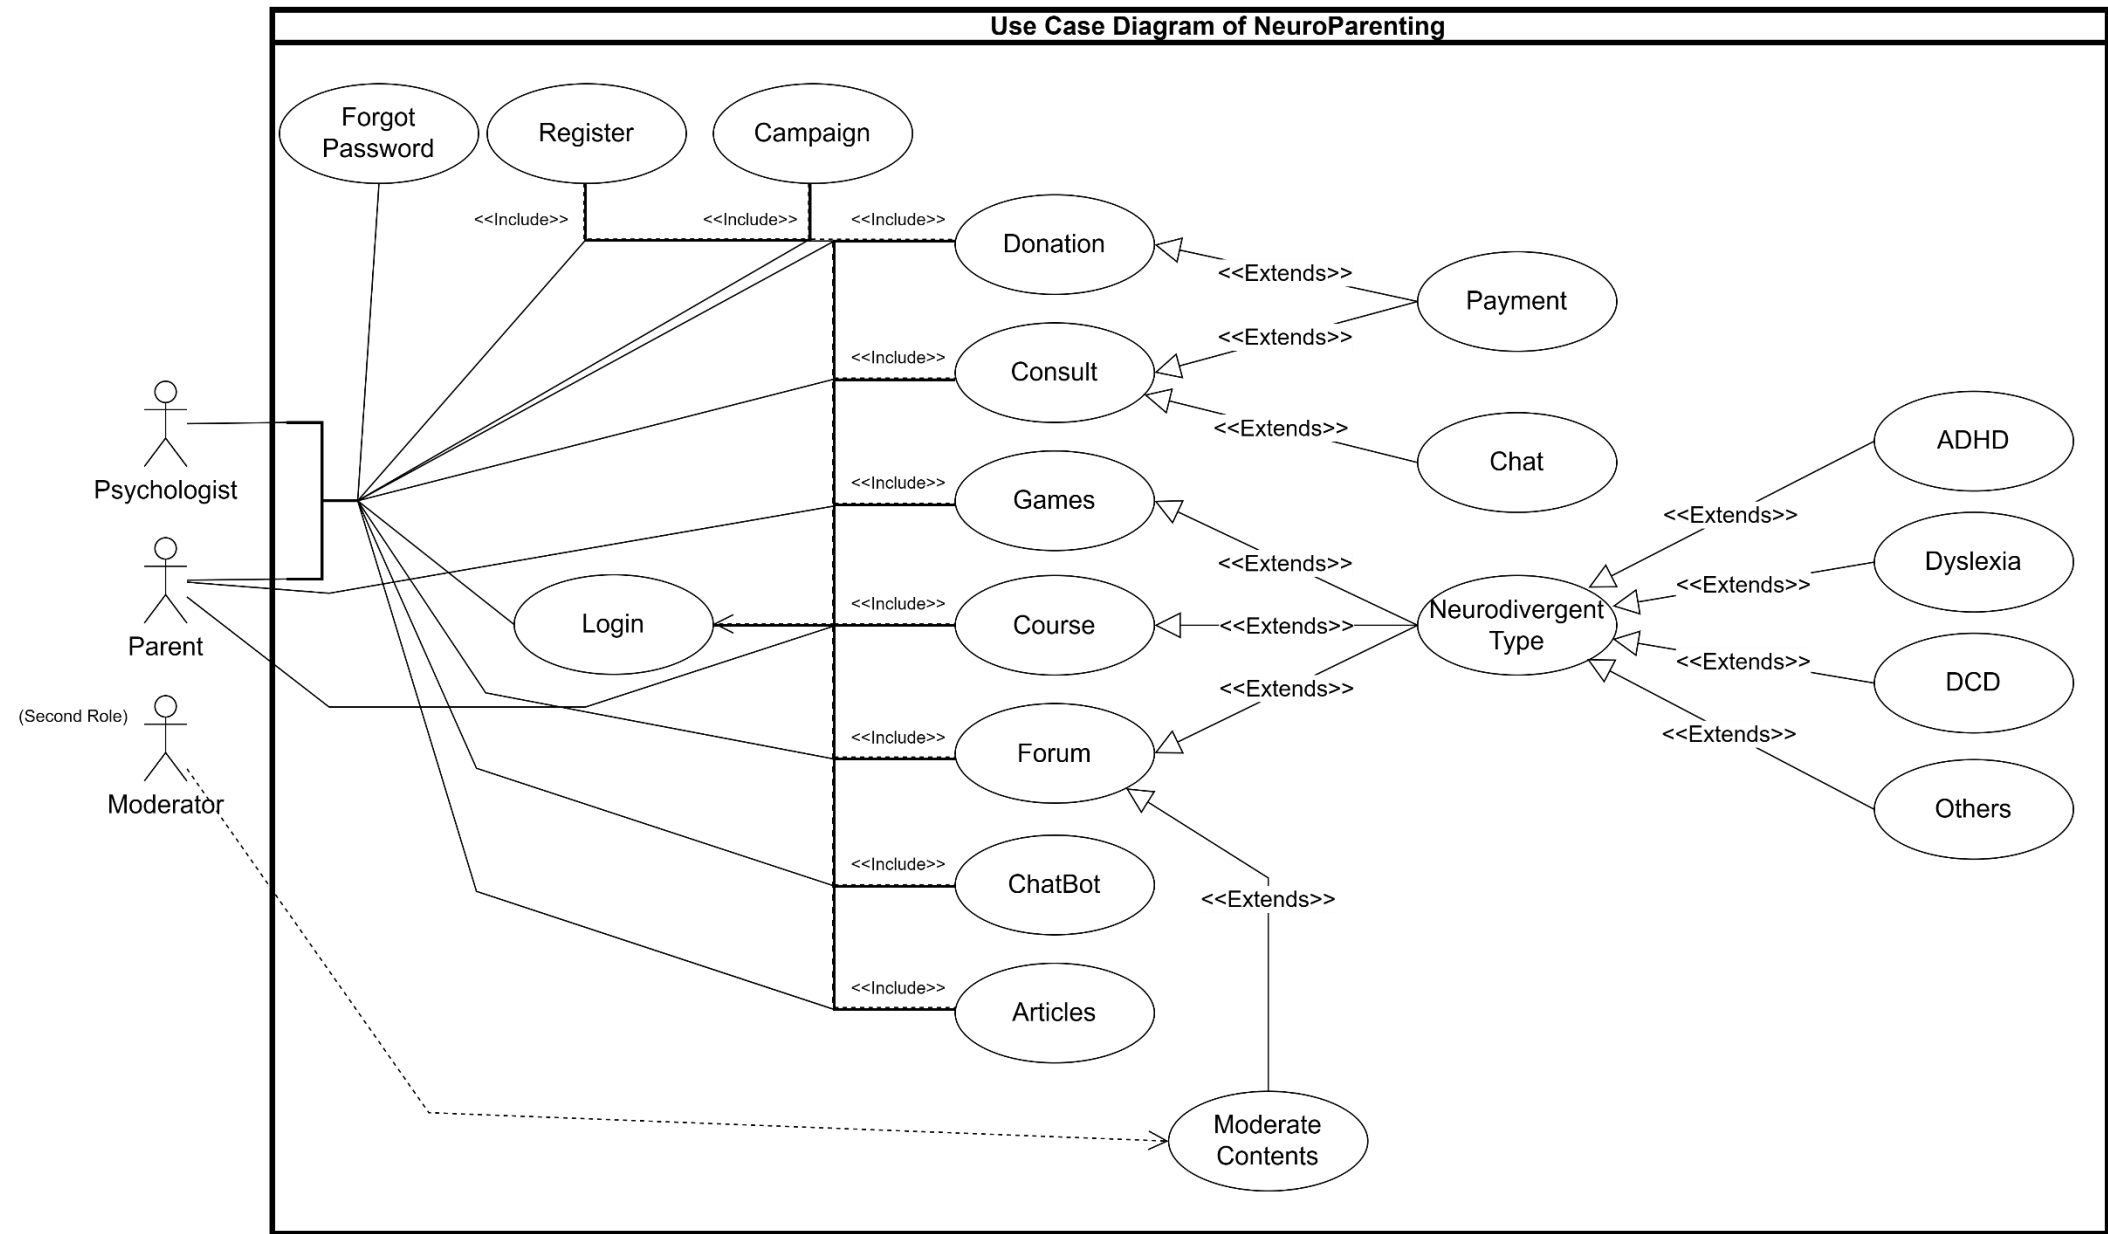 Use Case Diagram of NeuroParenting
Forgot
Password
Register
Campaign
<<Include>>
<<Include>>
<<Include>>
Donation
<<Extends>>
Payment
<<Extends>>
<<Include>>
Consult
<<Extends>>
Chat
ADHD
Psychologist
<<Include>>
Games
<<Extends>>
<<Extends>>
Dyslexia
<<Extends>>
Parent
Login
<<Include>>
Course
<<Extends>>
Neurodivergent
Type
<<Extends>>
DCD
<<Extends>>
(Second Role)
Moderator
<<Include>>
Forum
<<Extends>>
Others
<<Include>>
ChatBot
<<Extends>>
<<Include>>
Articles
Moderate
Contents